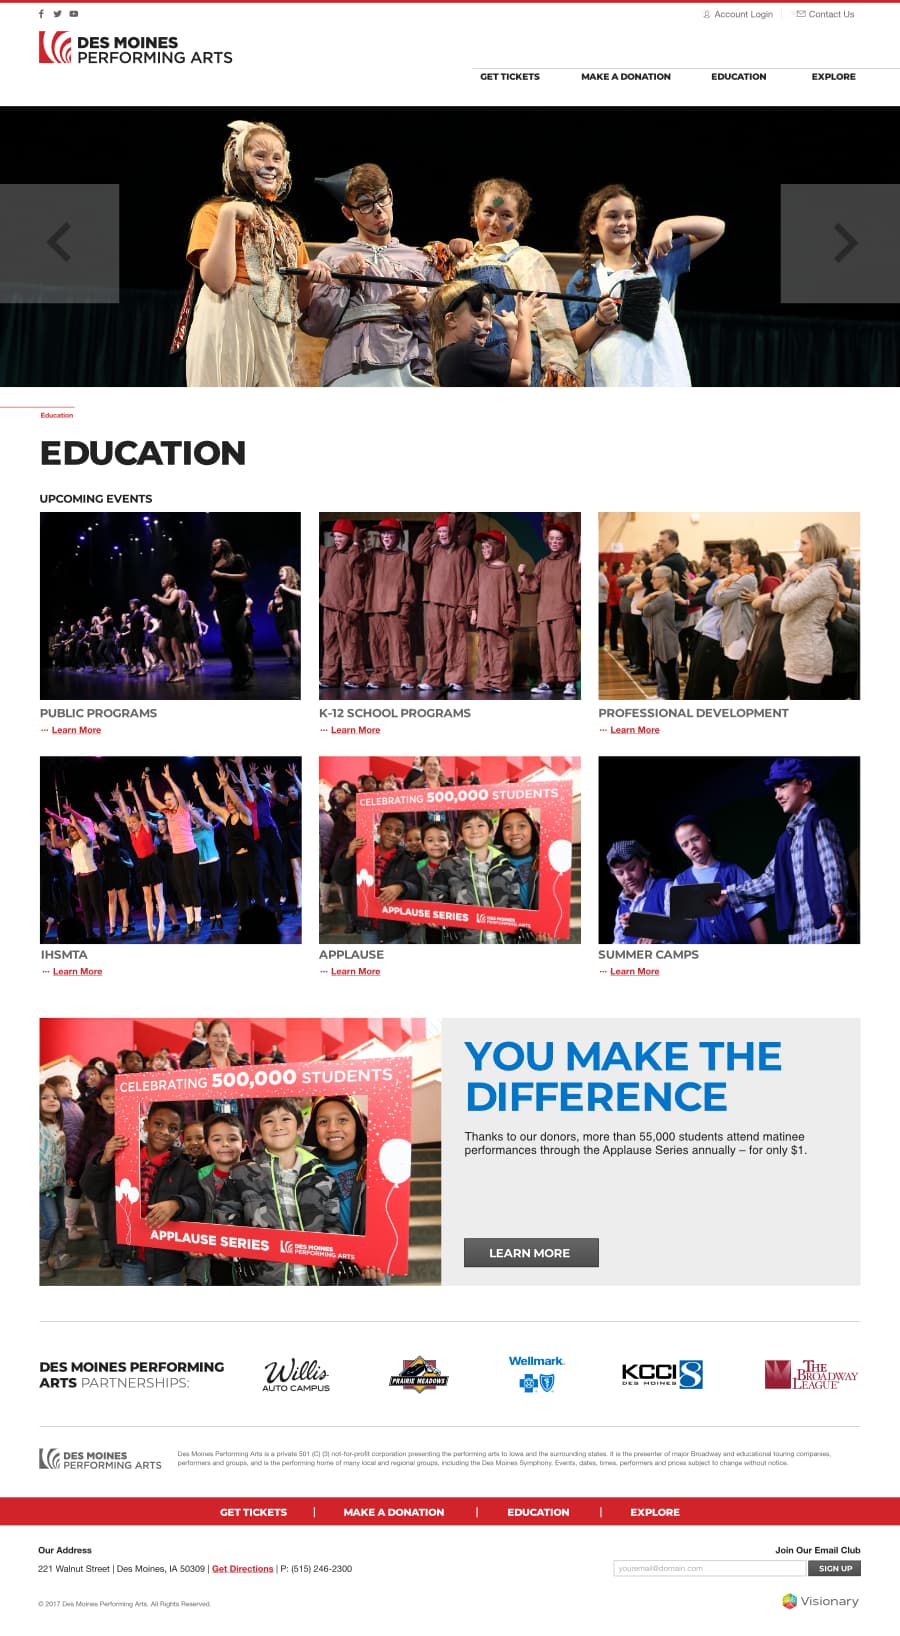 Account Login
Contact Us
DES MOINES
PERFORMING ARTS
GET TICKETS
MAKE A DONATION
EDUCATION
EXPLORE
Education
EDUCATION
UPCOMING EVENTS
PUBLIC PROGRAMS
··· Learn More
K-12 SCHOOL PROGRAMS
··· Learn More
PROFESSIONAL DEVELOPMENT
··· Learn More
CELEBRATING 500,000 STUDENTS
APPLAUSE SERIES
DES MOINES
PERFORMING ARTS
IHSMTA
··· Learn More
APPLAUSE
··· Learn More
SUMMER CAMPS
··· Learn More
CELEBRATING 500,000 STUDENTS
APPLAUSE SERIES
DES MOINES
PERFORMING ARTS
YOU MAKE THE
DIFFERENCE
Thanks to our donors, more than 55,000 students attend matinee
performances through the Applause Series annually – for only $1.
LEARN MORE
DES MOINES PERFORMING
ARTS PARTNERSHIPS:
Willis
AUTO CAMPUS
PRAIRIE MEADOWS
Wellmark
KCCI 8
DES MOINES
THE
BROADWAY
LEAGUE
DES MOINES
PERFORMING ARTS
Des Moines Performing Arts is a private 501 (C) (3) not-for-profit corporation presenting the performing arts to Iowa and the surrounding states. It is the presenter of major Broadway and educational touring companies,
performers and groups, and is the performing home of many local and regional groups, including the Des Moines Symphony. Events, dates, times, performers and prices subject to change without notice.
GET TICKETS | MAKE A DONATION | EDUCATION | EXPLORE
Our Address
221 Walnut Street | Des Moines, IA 50309 | Get Directions | P: (515) 246-2300
Join Our Email Club
youremail@domain.com
SIGN UP
© 2017 Des Moines Performing Arts. All Rights Reserved.
Visionary